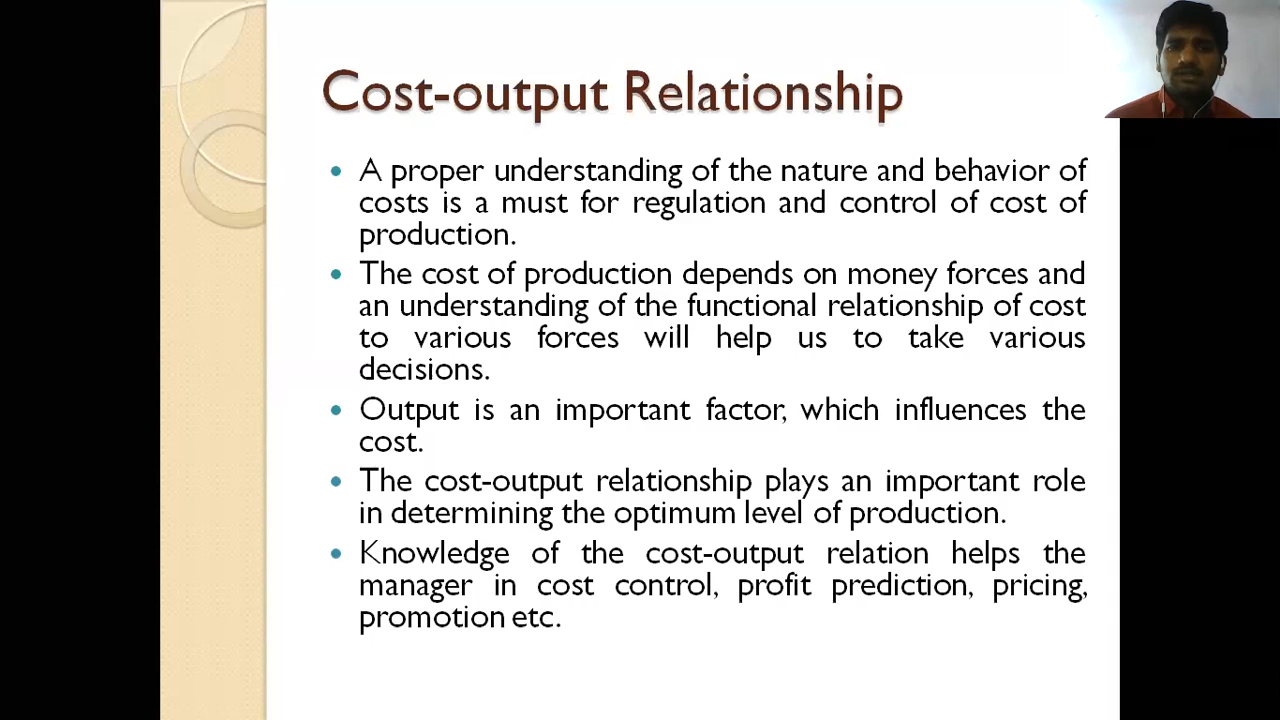 Cost-output Relationship
• A proper understanding of the nature and behavior of
costs is a must for regulation and control of cost of
production.
• The cost of production depends on money forces and
an understanding of the functional relationship of cost
to various forces will help us to take various
decisions.
• Output is an important factor, which influences the
cost.
• The cost-output relationship plays an important role
in determining the optimum level of production.
• Knowledge of the cost-output relation helps the
manager in cost control, profit prediction, pricing,
promotion etc.